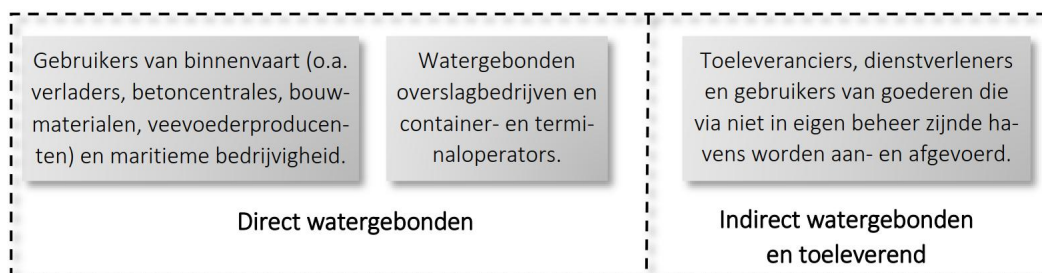 Gebruikers van binnenvaart (o.a.
verladers, betoncentrales, bouw-
materialen, veevoederproducen-
ten) en maritieme bedrijvigheid.
Watergebonden
overslagbedrijven en
container- en termi-
naloperators.
Direct watergebonden
Toeleveranciers, dienstverleners
en gebruikers van goederen die
via niet in eigen beheer zijnde ha-
vens worden aan- en afgevoerd.
Indirect watergebonden
en toeleverend